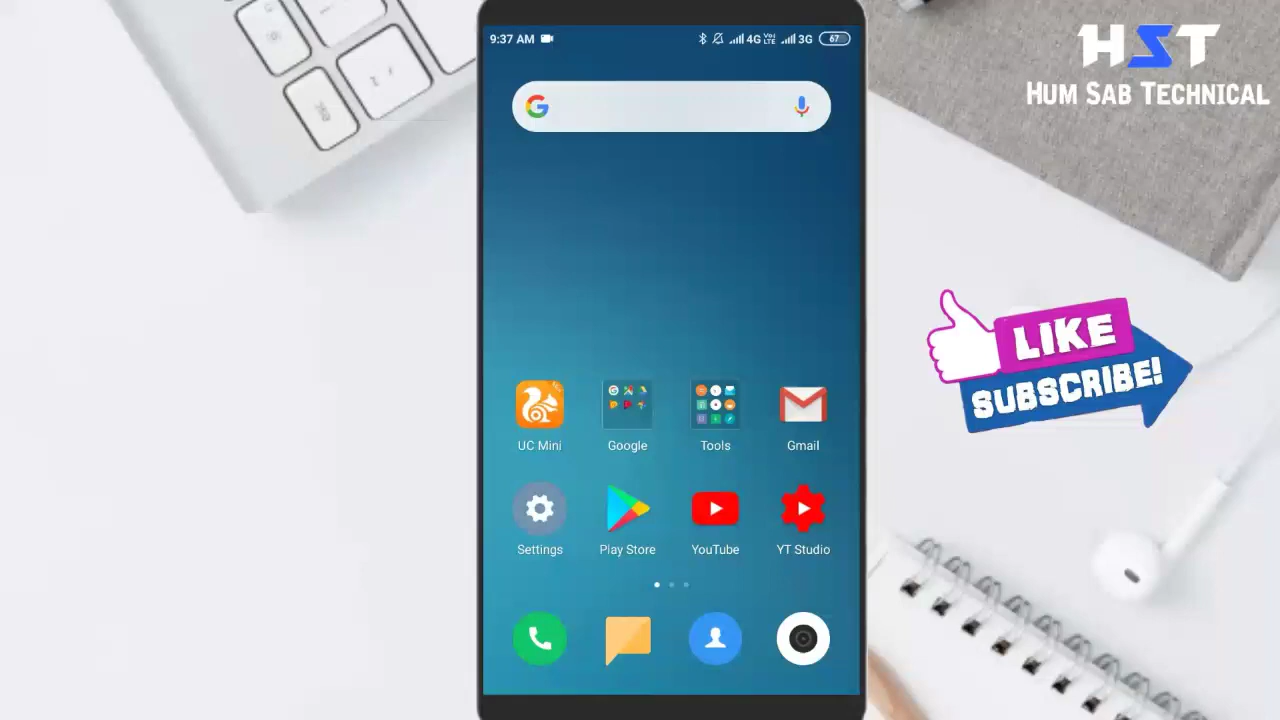 HST
HUM SAB TECHNICAL
9:37 AM
4G VoLTE 3G 67
LIKE
SUBSCRIBE!
UC Mini
Google
Tools
Gmail
Settings
Play Store
YouTube
YT Studio